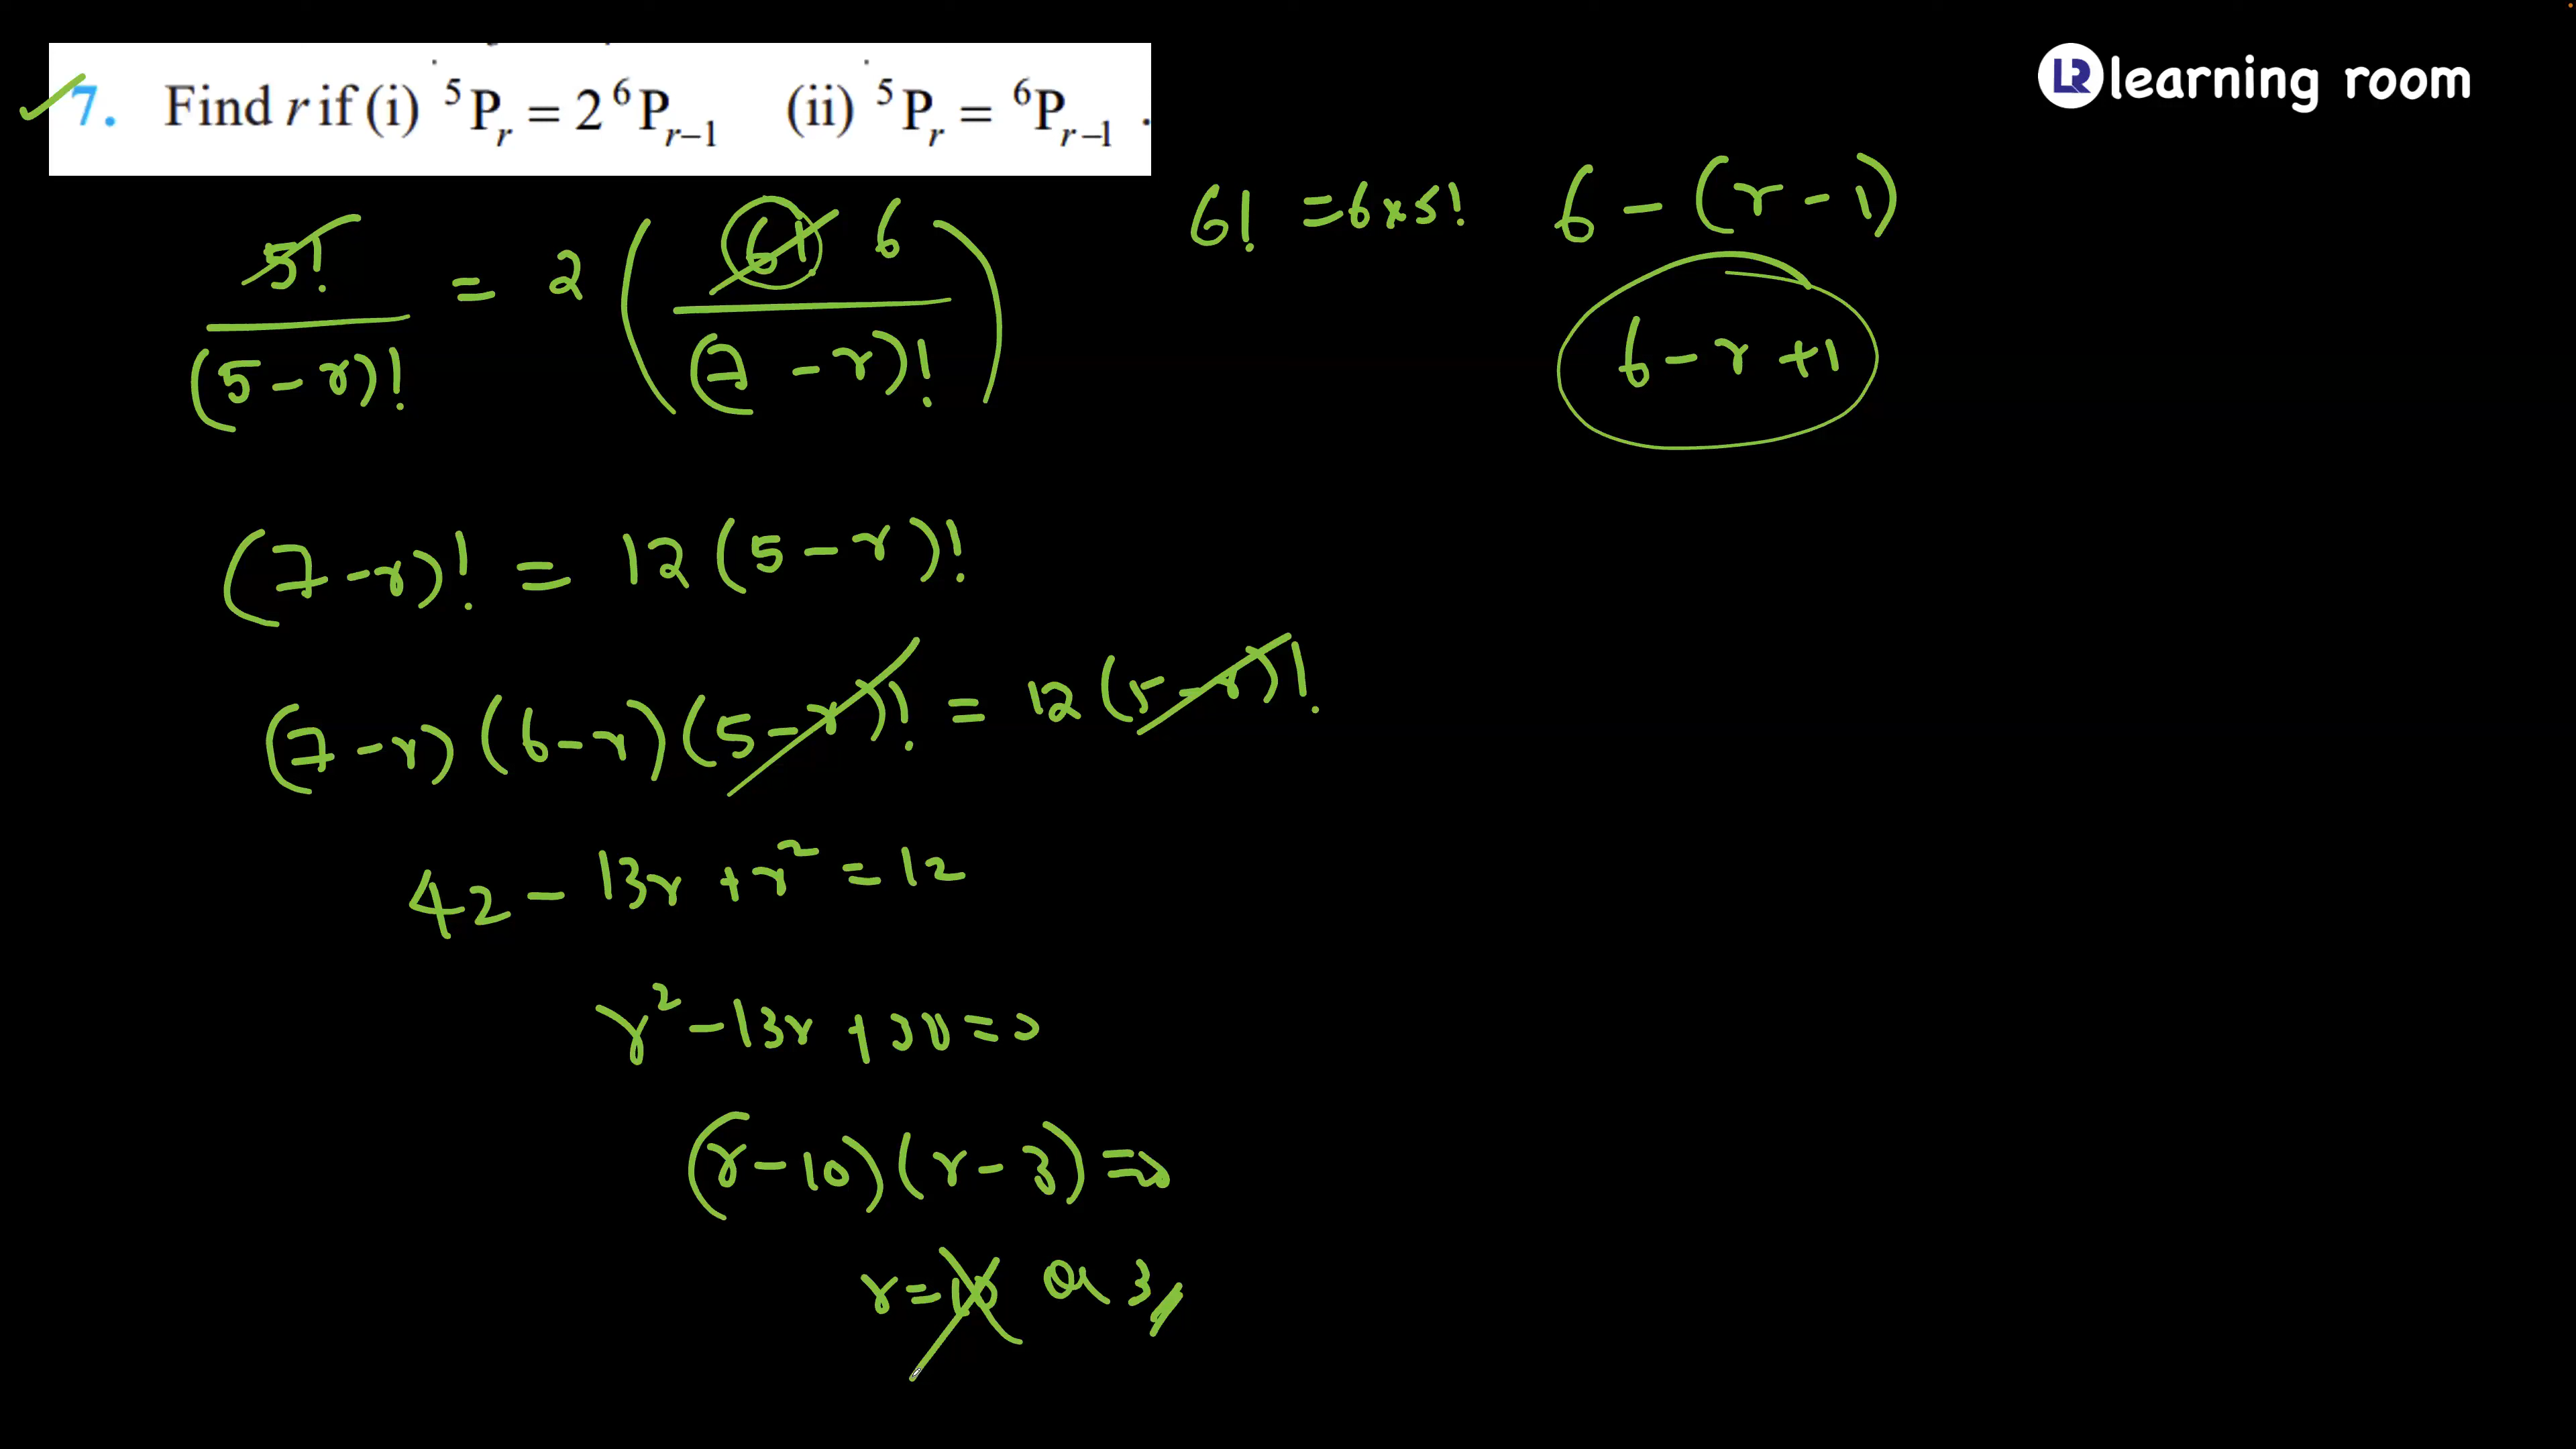 learning room
7. Find r if (i) ⁵Pᵣ = 2 ⁶Pᵣ₋₁ (ii) ⁵Pᵣ = ⁶Pᵣ₋₁ .
5! / (5 - r)! = 2 ( 6! 6 / (7 - r)! )
6! = 6 × 5!
6 - (r - 1)
6 - r + 1
(7 - r)! = 12 (5 - r)!
(7 - r) (6 - r) (5 - r)! = 12 (5 - r)!
42 - 13r + r² = 12
r² - 13r + 30 = 0
(r - 10) (r - 3) = 0
r = 10 or 3